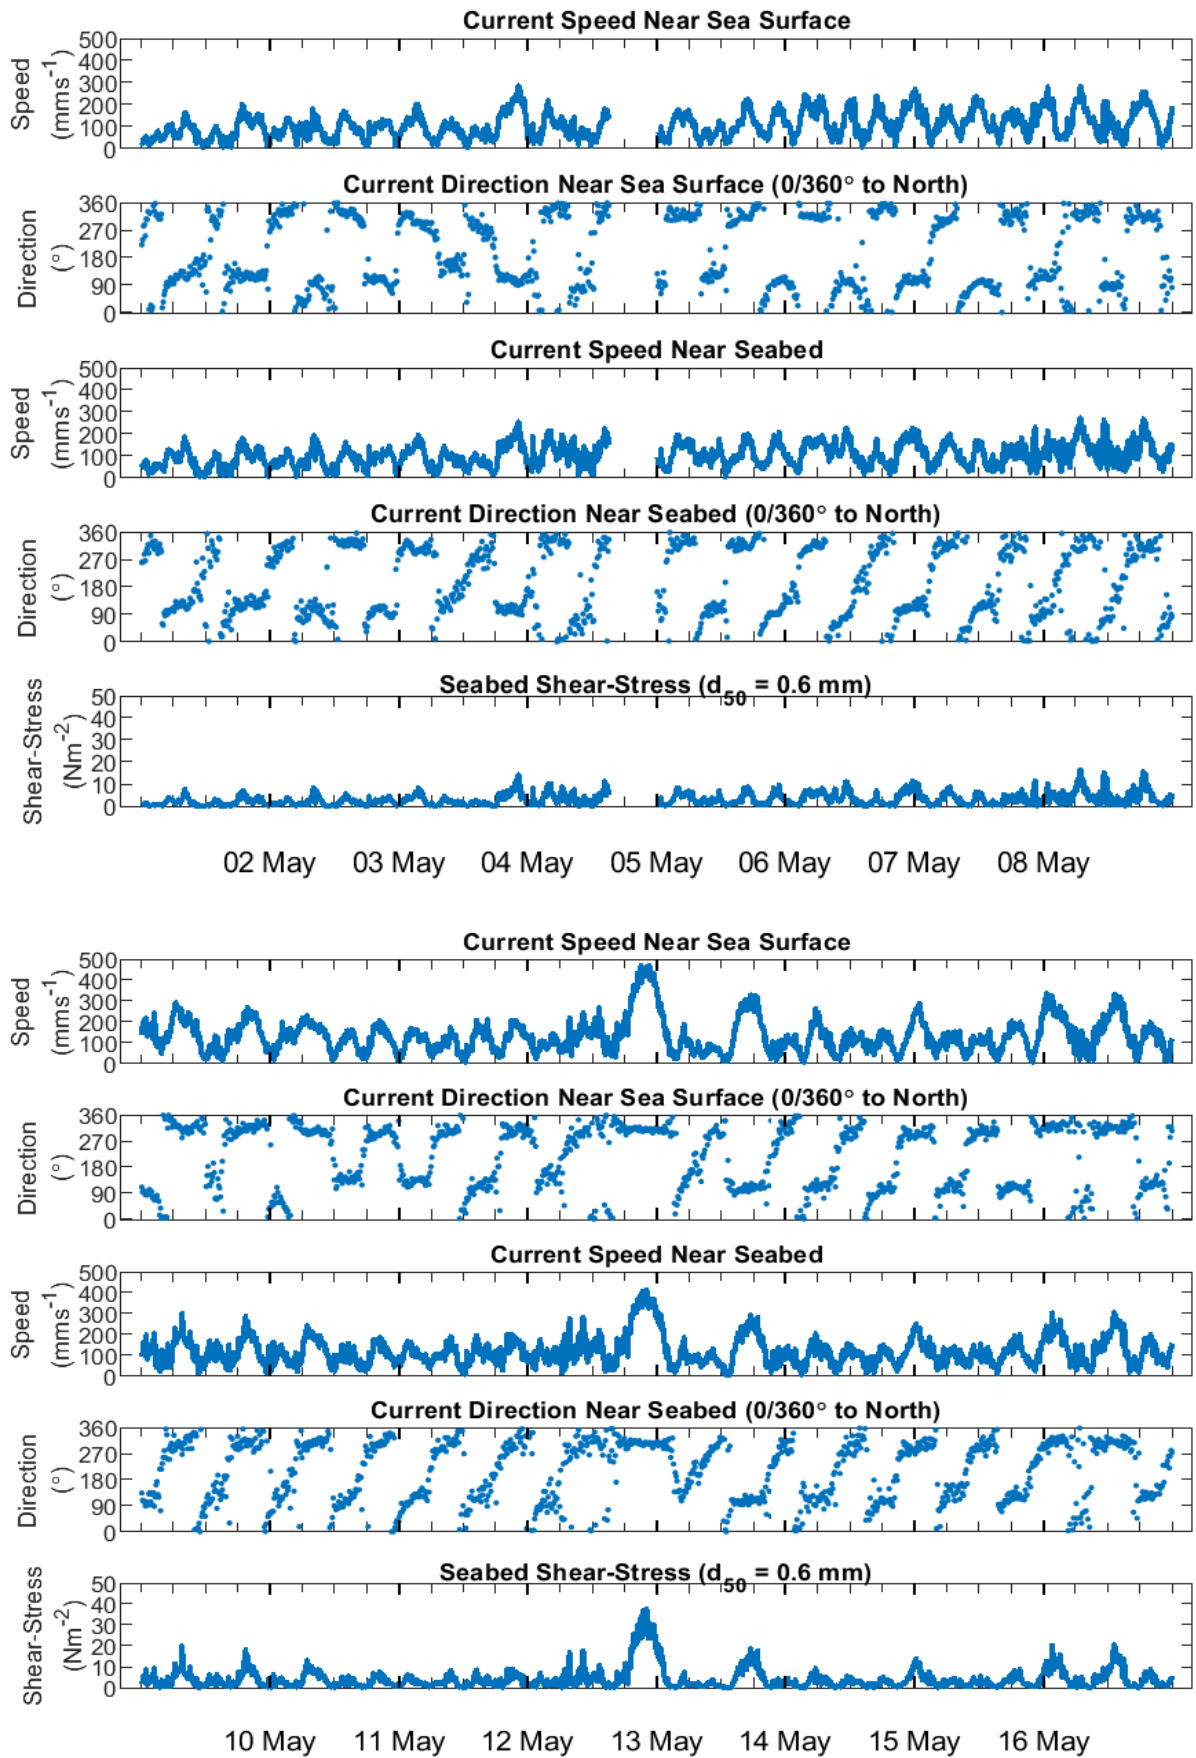 Current Speed Near Sea Surface
Speed
(mms-1)
500
400
300
200
100
0
Current Direction Near Sea Surface (0/360° to North)
Direction
(°)
360
270
180
90
0
Current Speed Near Seabed
Speed
(mms-1)
500
400
300
200
100
0
Current Direction Near Seabed (0/360° to North)
Direction
(°)
360
270
180
90
0
Seabed Shear-Stress (d50 = 0.6 mm)
Shear-Stress
(Nm-2)
50
40
30
20
10
0
02 May 03 May 04 May 05 May 06 May 07 May 08 May
Current Speed Near Sea Surface
Speed
(mms-1)
500
400
300
200
100
0
Current Direction Near Sea Surface (0/360° to North)
Direction
(°)
360
270
180
90
0
Current Speed Near Seabed
Speed
(mms-1)
500
400
300
200
100
0
Current Direction Near Seabed (0/360° to North)
Direction
(°)
360
270
180
90
0
Seabed Shear-Stress (d50 = 0.6 mm)
Shear-Stress
(Nm-2)
50
40
30
20
10
0
10 May 11 May 12 May 13 May 14 May 15 May 16 May